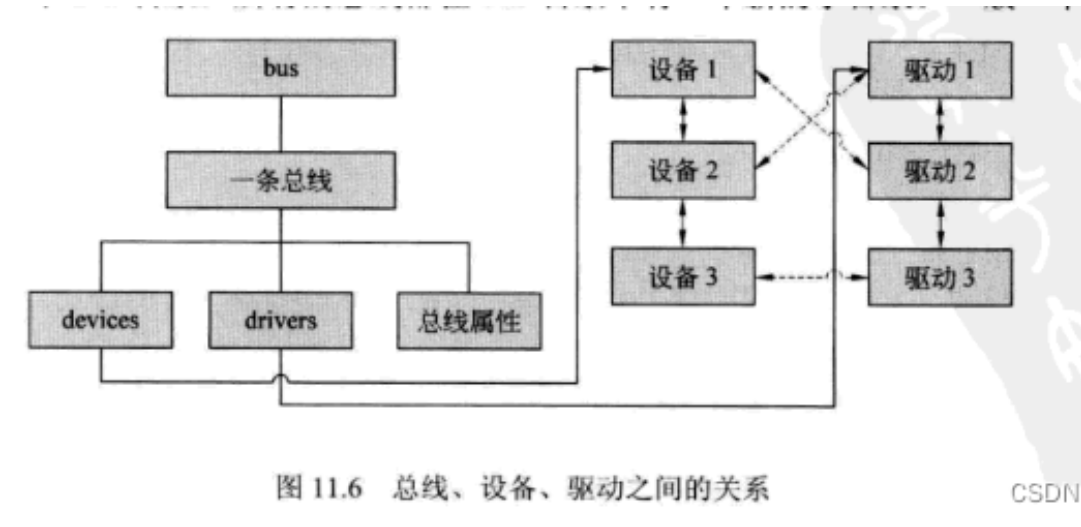 bus
一条总线
devices
drivers
总线属性
设备 1
设备 2
设备 3
驱动 1
驱动 2
驱动 3
图 11.6 总线、设备、驱动之间的关系
CSDN